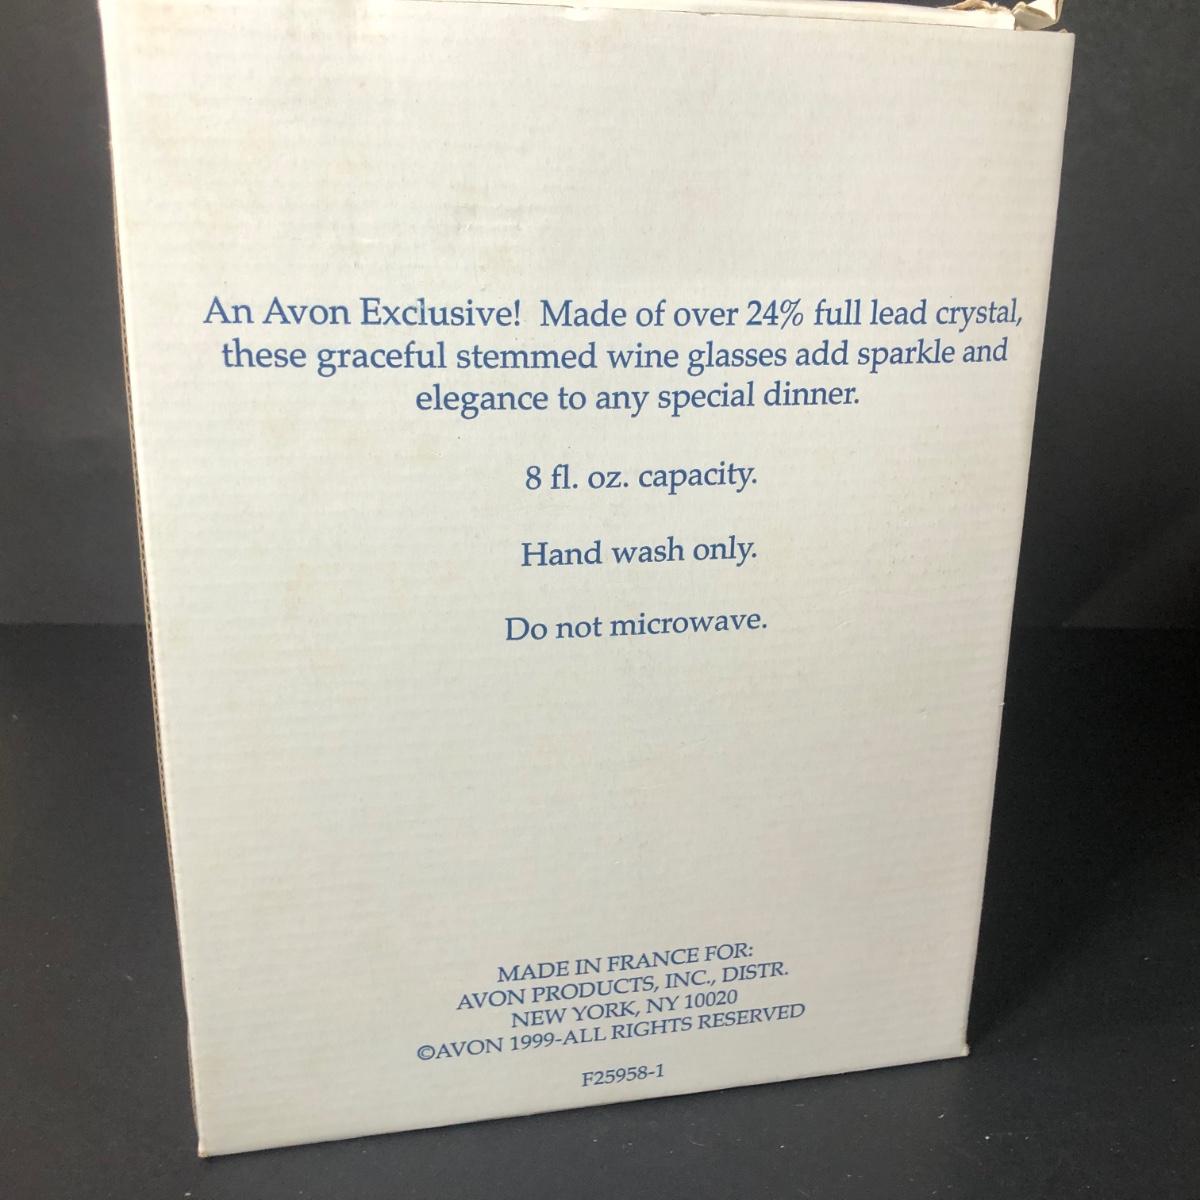 An Avon Exclusive! Made of over 24% full lead crystal,
these graceful stemmed wine glasses add sparkle and
elegance to any special dinner.
8 fl. oz. capacity.
Hand wash only.
Do not microwave.
MADE IN FRANCE FOR:
AVON PRODUCTS, INC., DISTR.
NEW YORK, NY 10020
©AVON 1999-ALL RIGHTS RESERVED
F25958-1